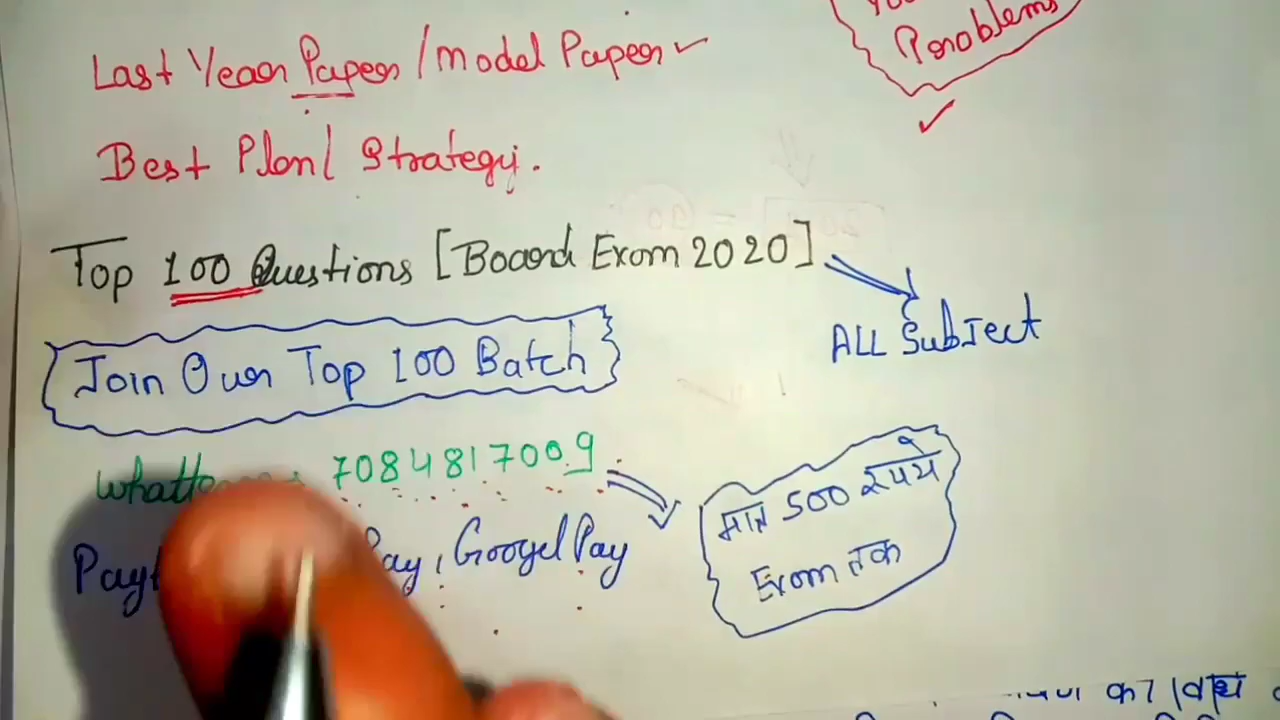 Problems
Last Year Paper / Model Paper
Best Plan / Strategy.
Top 100 Questions [Board Exam 2020]
ALL Subject
Join Our Top 100 Batch
7084817009
Pay, Googel Pay
मात्र 500 रुपये
Exam तक